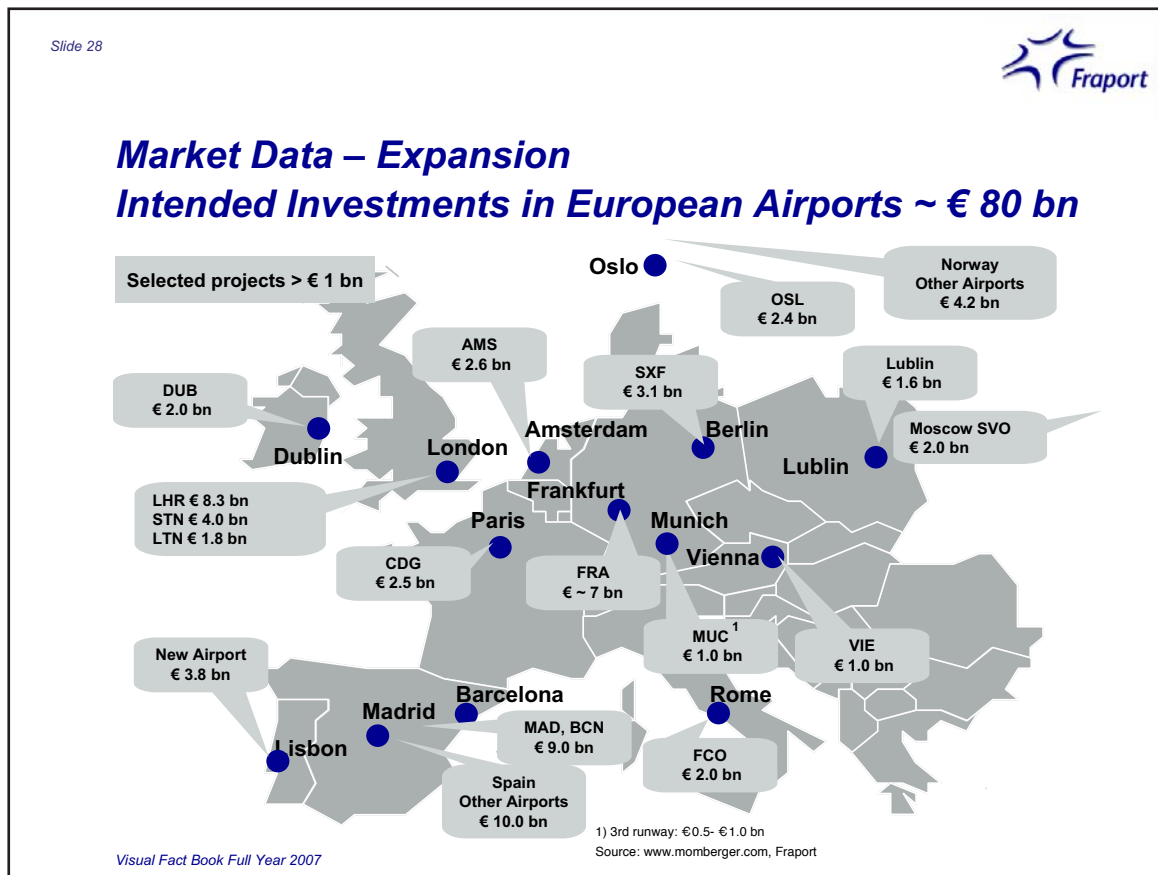 Slide 28
Fraport
Market Data – Expansion
Intended Investments in European Airports ~ € 80 bn
Selected projects > € 1 bn
Oslo
Norway
Other Airports
€ 4.2 bn
OSL
€ 2.4 bn
AMS
€ 2.6 bn
SXF
€ 3.1 bn
Lublin
€ 1.6 bn
DUB
€ 2.0 bn
Moscow SVO
€ 2.0 bn
Dublin
London
Amsterdam
Berlin
Lublin
LHR € 8.3 bn
STN € 4.0 bn
LTN € 1.8 bn
Frankfurt
Paris
Munich
Vienna
CDG
€ 2.5 bn
FRA
€ ~ 7 bn
MUC 1
€ 1.0 bn
VIE
€ 1.0 bn
New Airport
€ 3.8 bn
Barcelona
Madrid
Rome
MAD, BCN
€ 9.0 bn
Lisbon
FCO
€ 2.0 bn
Spain
Other Airports
€ 10.0 bn
1) 3rd runway: €0.5- €1.0 bn
Source: www.momberger.com, Fraport
Visual Fact Book Full Year 2007